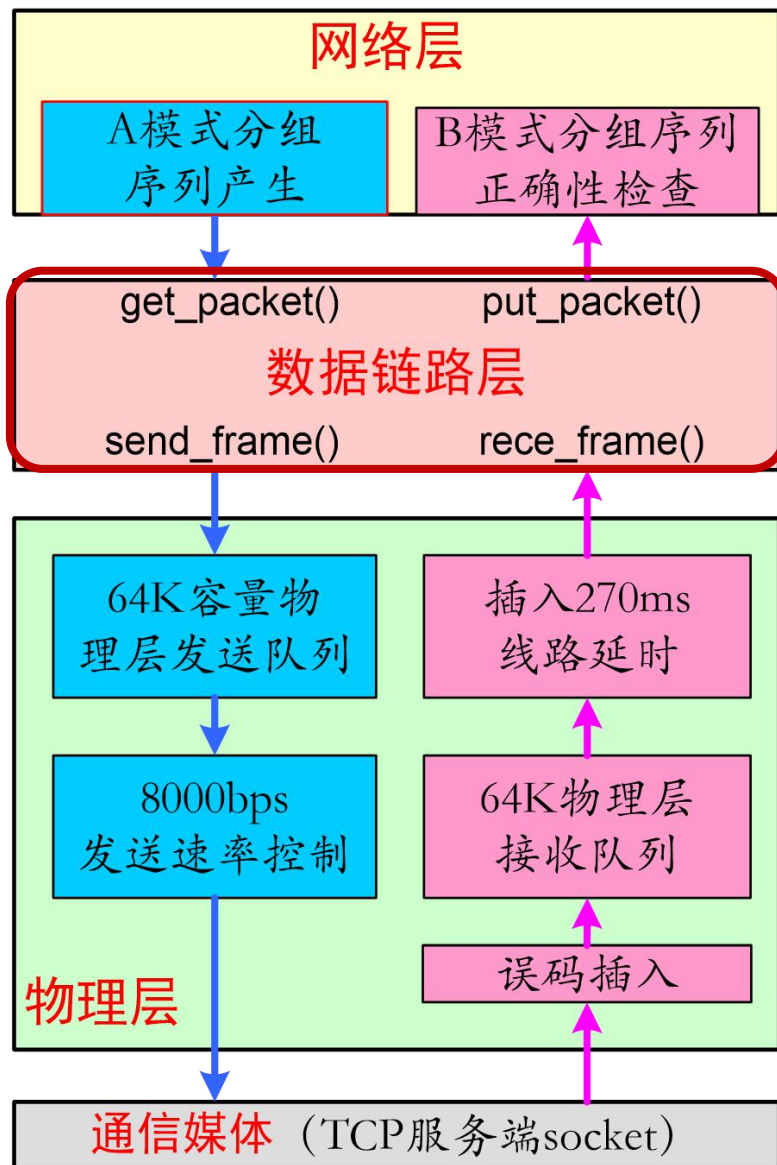 网络层
A模式分组
序列产生
B模式分组序列
正确性检查
get_packet()
put_packet()
数据链路层
send_frame()
rece_frame()
64K容量物
理层发送队列
插入270ms
线路延时
8000bps
发送速率控制
64K物理层
接收队列
误码插入
物理层
通信媒体（TCP服务端socket）